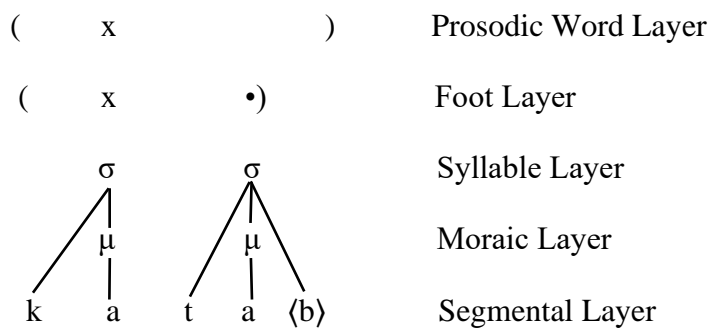 ( x ) Prosodic Word Layer
( x •) Foot Layer
σ σ Syllable Layer
μ μ Moraic Layer
k a t a ⟨b⟩ Segmental Layer